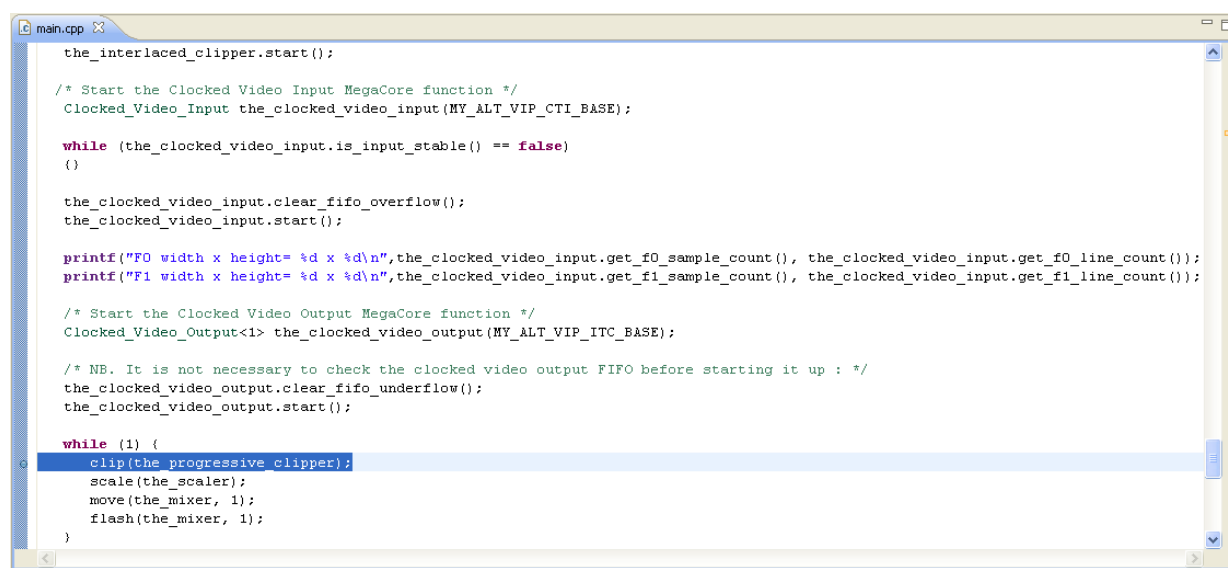 main.cpp
the_interlaced_clipper.start();
/* Start the Clocked Video Input MegaCore function */
Clocked_Video_Input the_clocked_video_input(MY_ALT_VIP_CTI_BASE);
while (the_clocked_video_input.is_input_stable() == false)
{}
the_clocked_video_input.clear_fifo_overflow();
the_clocked_video_input.start();
printf("F0 width x height= %d x %d\n",the_clocked_video_input.get_f0_sample_count(), the_clocked_video_input.get_f0_line_count());
printf("F1 width x height= %d x %d\n",the_clocked_video_input.get_f1_sample_count(), the_clocked_video_input.get_f1_line_count());
/* Start the Clocked Video Output MegaCore function */
Clocked_Video_Output<1> the_clocked_video_output(MY_ALT_VIP_ITC_BASE);
/* NB. It is not necessary to check the clocked video output FIFO before starting it up : */
the_clocked_video_output.clear_fifo_underflow();
the_clocked_video_output.start();
while (1) {
clip(the_progressive_clipper);
scale(the_scaler);
move(the_mixer, 1);
flash(the_mixer, 1);
}